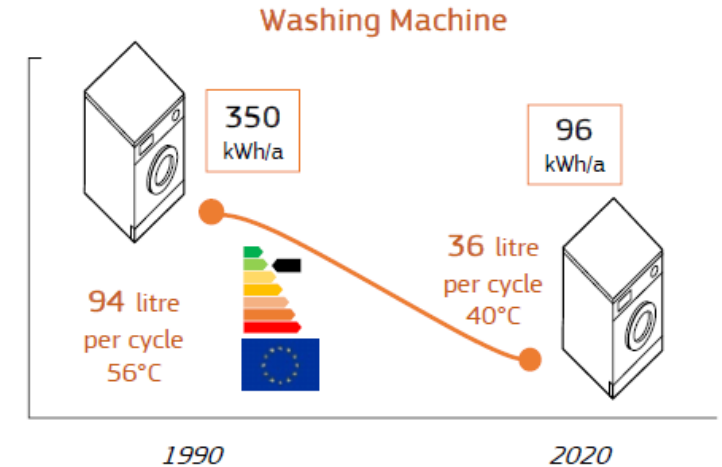 Washing Machine
350
kWh/a
96
kWh/a
94 litre
per cycle
56°C
36 litre
per cycle
40°C
1990
2020